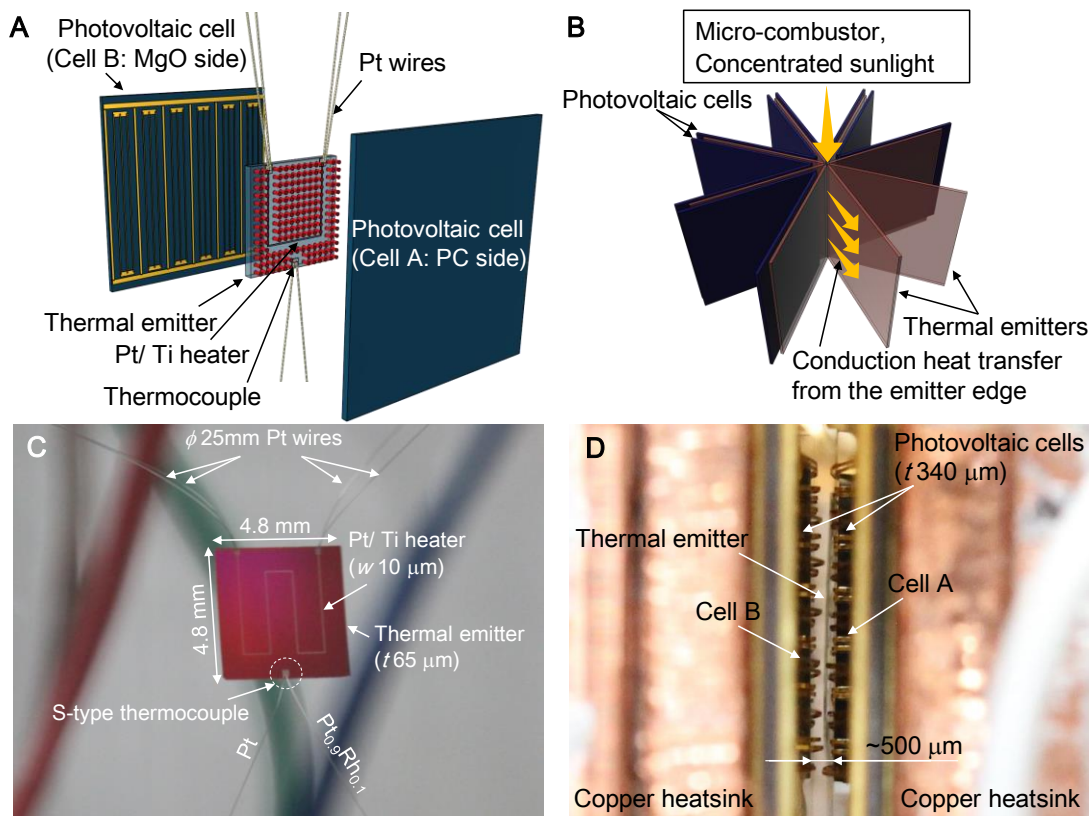 A
Photovoltaic cell
(Cell B: MgO side)
Pt wires
Photovoltaic cell
(Cell A: PC side)
Thermal emitter
Pt/ Ti heater
Thermocouple
B
Micro-combustor,
Concentrated sunlight
Photovoltaic cells
Thermal emitters
Conduction heat transfer
from the emitter edge
C
ϕ 25mm Pt wires
4.8 mm
4.8 mm
Pt/ Ti heater
(w 10 μm)
Thermal emitter
(t 65 μm)
S-type thermocouple
Pt
Pt0.9Rh0.1
D
Photovoltaic cells
(t 340 μm)
Thermal emitter
Cell A
Cell B
~500 μm
Copper heatsink
Copper heatsink